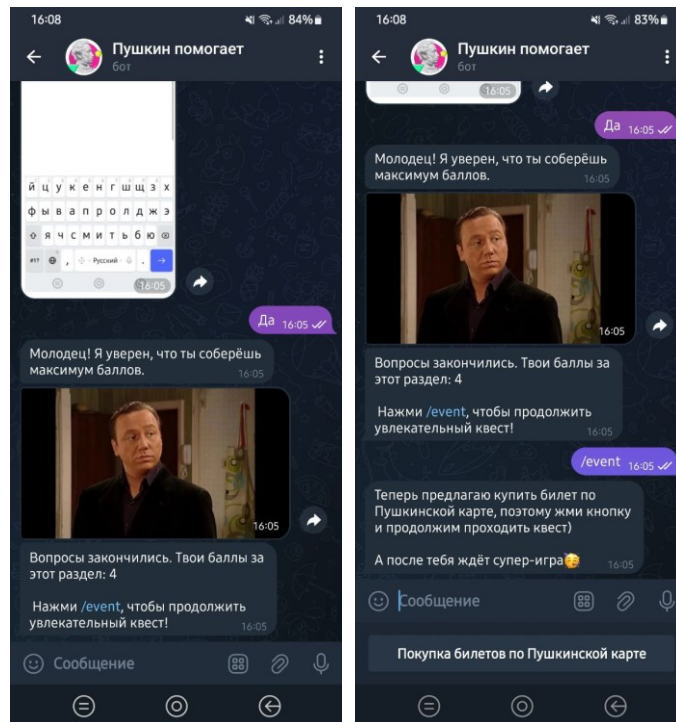 16:08
84%
Пушкин помогает
бот
й ц у к е н г ш щ з х
ф ы в а п р о л д ж э
я ч с м и т ь б ю
#1? , Русский .
16:05
Да 16:05
Молодец! Я уверен, что ты соберёшь
максимум баллов. 16:05
16:05
Вопросы закончились. Твои баллы за
этот раздел: 4
Нажми /event, чтобы продолжить
увлекательный квест! 16:05
Сообщение
16:08
83%
Пушкин помогает
бот
16:05
Да 16:05
Молодец! Я уверен, что ты соберёшь
максимум баллов. 16:05
16:05
Вопросы закончились. Твои баллы за
этот раздел: 4
Нажми /event, чтобы продолжить
увлекательный квест! 16:05
/event 16:05
Теперь предлагаю купить билет по
Пушкинской карте, поэтому жми кнопку
и продолжим проходить квест)
А после тебя ждёт супер-игра🥳 16:05
Сообщение
Покупка билетов по Пушкинской карте